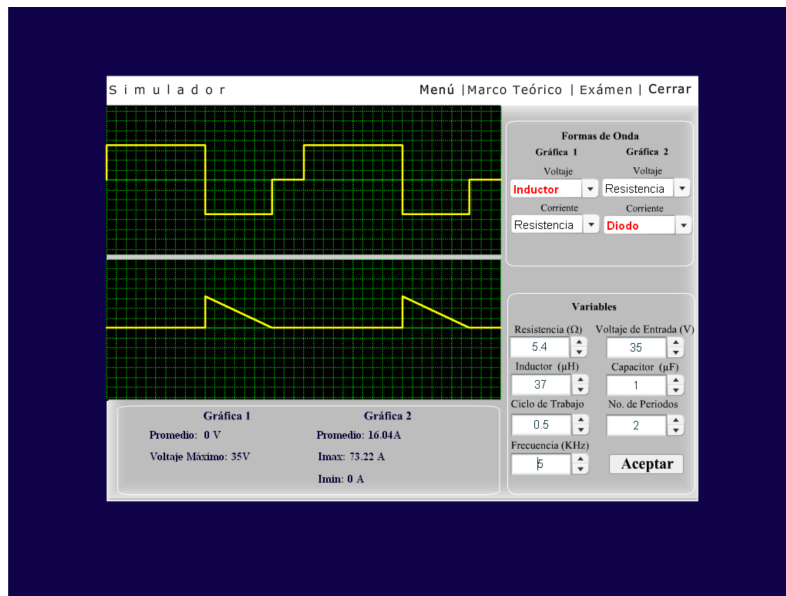 Simulador
Menú |Marco Teórico | Exámen | Cerrar
Formas de Onda
Gráfica 1 Gráfica 2
Voltaje Voltaje
Inductor Resistencia
Corriente Corriente
Resistencia Diodo
Variables
Resistencia (Ω) Voltaje de Entrada (V)
5.4 35
Inductor (µH) Capacitor (µF)
37 1
Ciclo de Trabajo No. de Periodos
0.5 2
Frecuencia (KHz)
5 Aceptar
Gráfica 1 Gráfica 2
Promedio: 0 V Promedio: 16.04A
Voltaje Máximo: 35V Imax: 73.22 A
Imin: 0 A